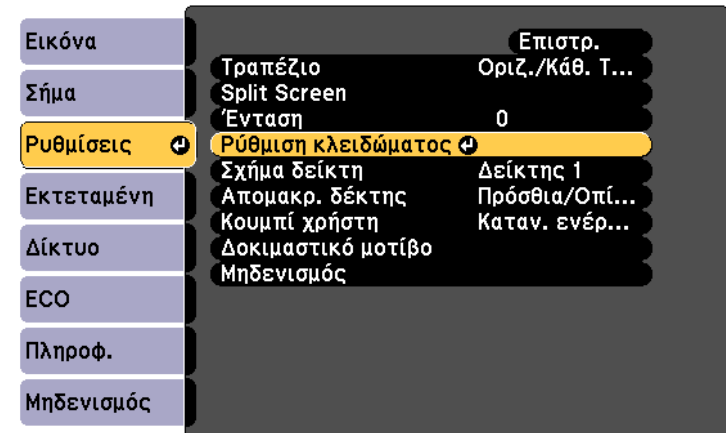 Εικόνα
Σήμα
Ρυθμίσεις
Εκτεταμένη
Δίκτυο
ECO
Πληροφ.
Μηδενισμός
Επιστρ.
Τραπέζιο Οριζ./Κάθ. Τ...
Split Screen
Ένταση 0
Ρύθμιση κλειδώματος
Σχήμα δείκτη Δείκτης 1
Απομακρ. δέκτης Πρόσθια/Οπί...
Κουμπί χρήστη Καταν. ενέρ...
Δοκιμαστικό μοτίβο
Μηδενισμός